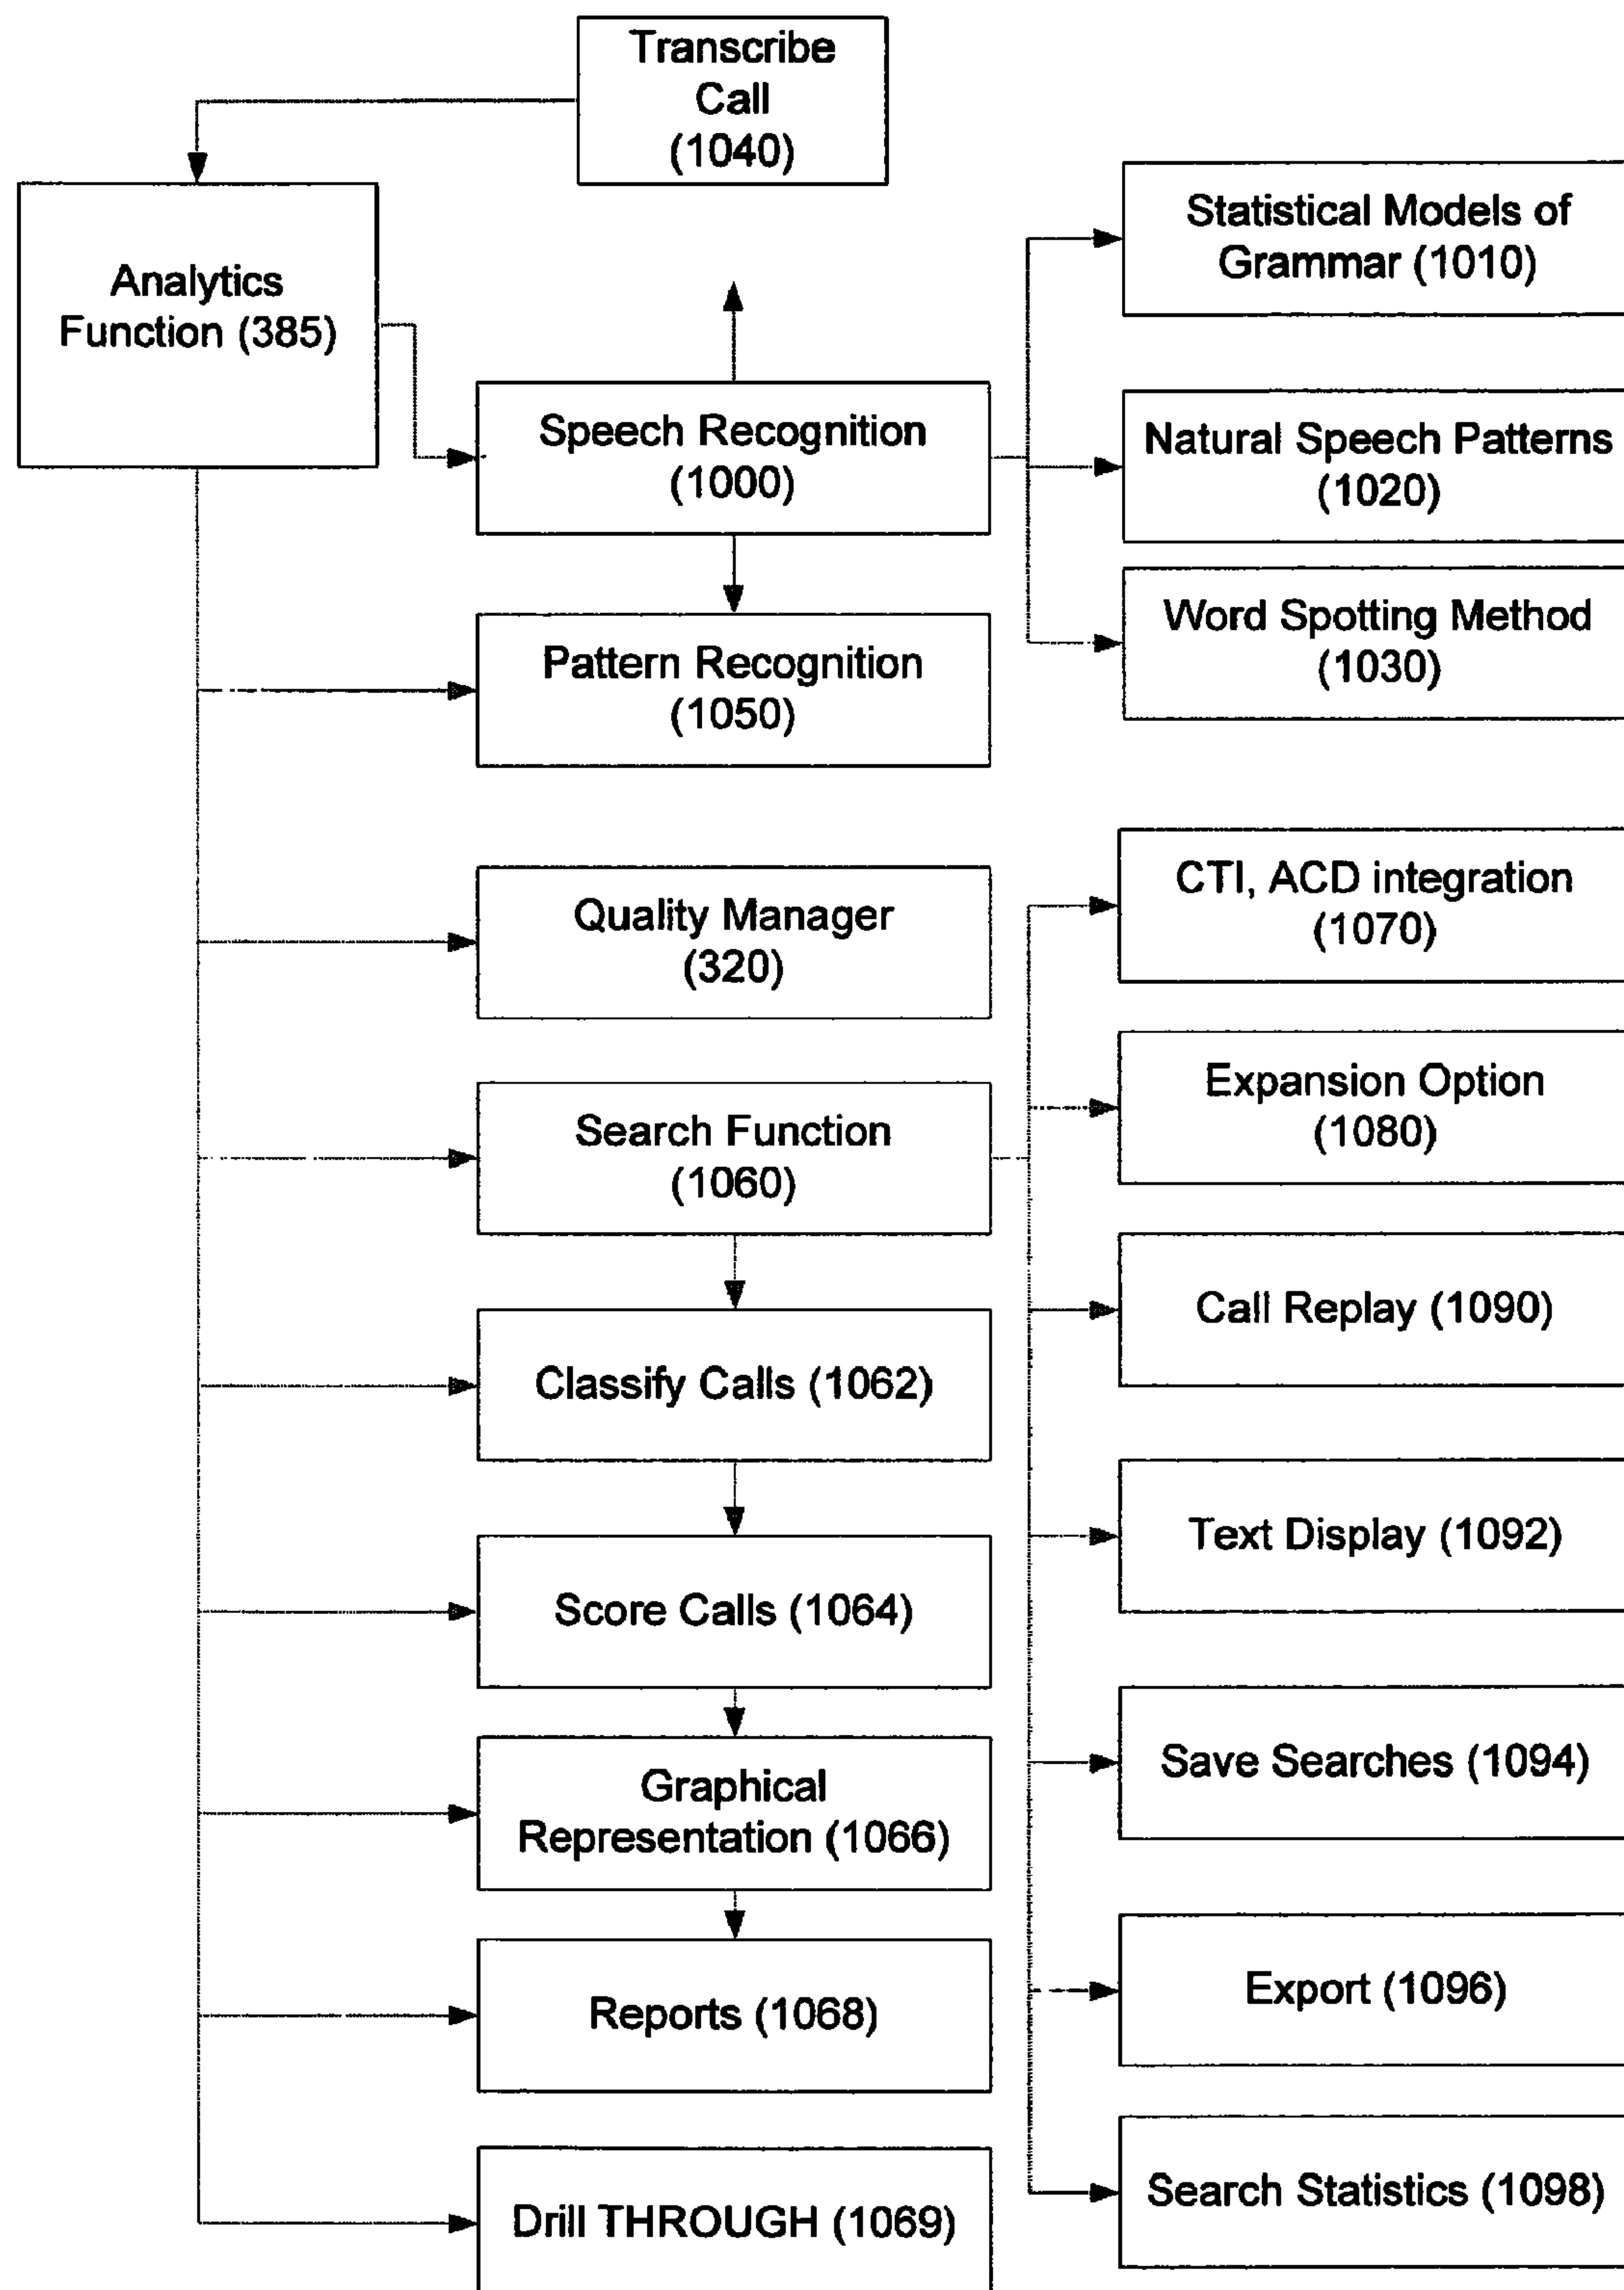 Transcribe
Call
(1040)
Analytics
Function (385)
Statistical Models of
Grammar (1010)
Speech Recognition
(1000)
Natural Speech Patterns
(1020)
Word Spotting Method
(1030)
Pattern Recognition
(1050)
Quality Manager
(320)
CTI, ACD integration
(1070)
Search Function
(1060)
Expansion Option
(1080)
Call Replay (1090)
Classify Calls (1062)
Text Display (1092)
Score Calls (1064)
Save Searches (1094)
Graphical
Representation (1066)
Export (1096)
Reports (1068)
Search Statistics (1098)
Drill THROUGH (1069)